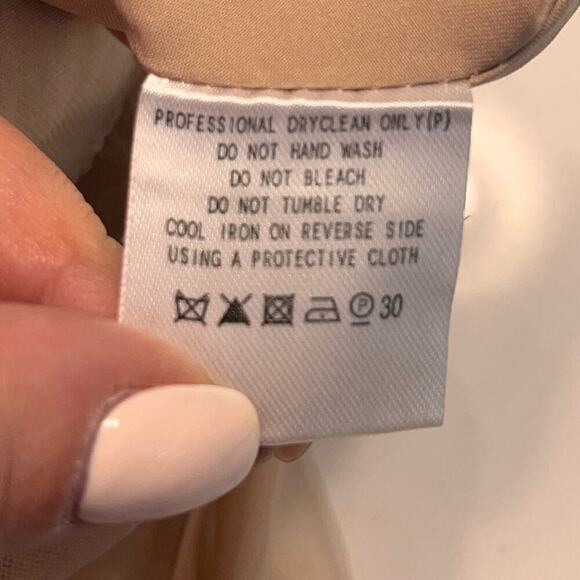 PROFESSIONAL DRYCLEAN ONLY(P)
DO NOT HAND WASH
DO NOT BLEACH
DO NOT TUMBLE DRY
COOL IRON ON REVERSE SIDE
USING A PROTECTIVE CLOTH
P 30